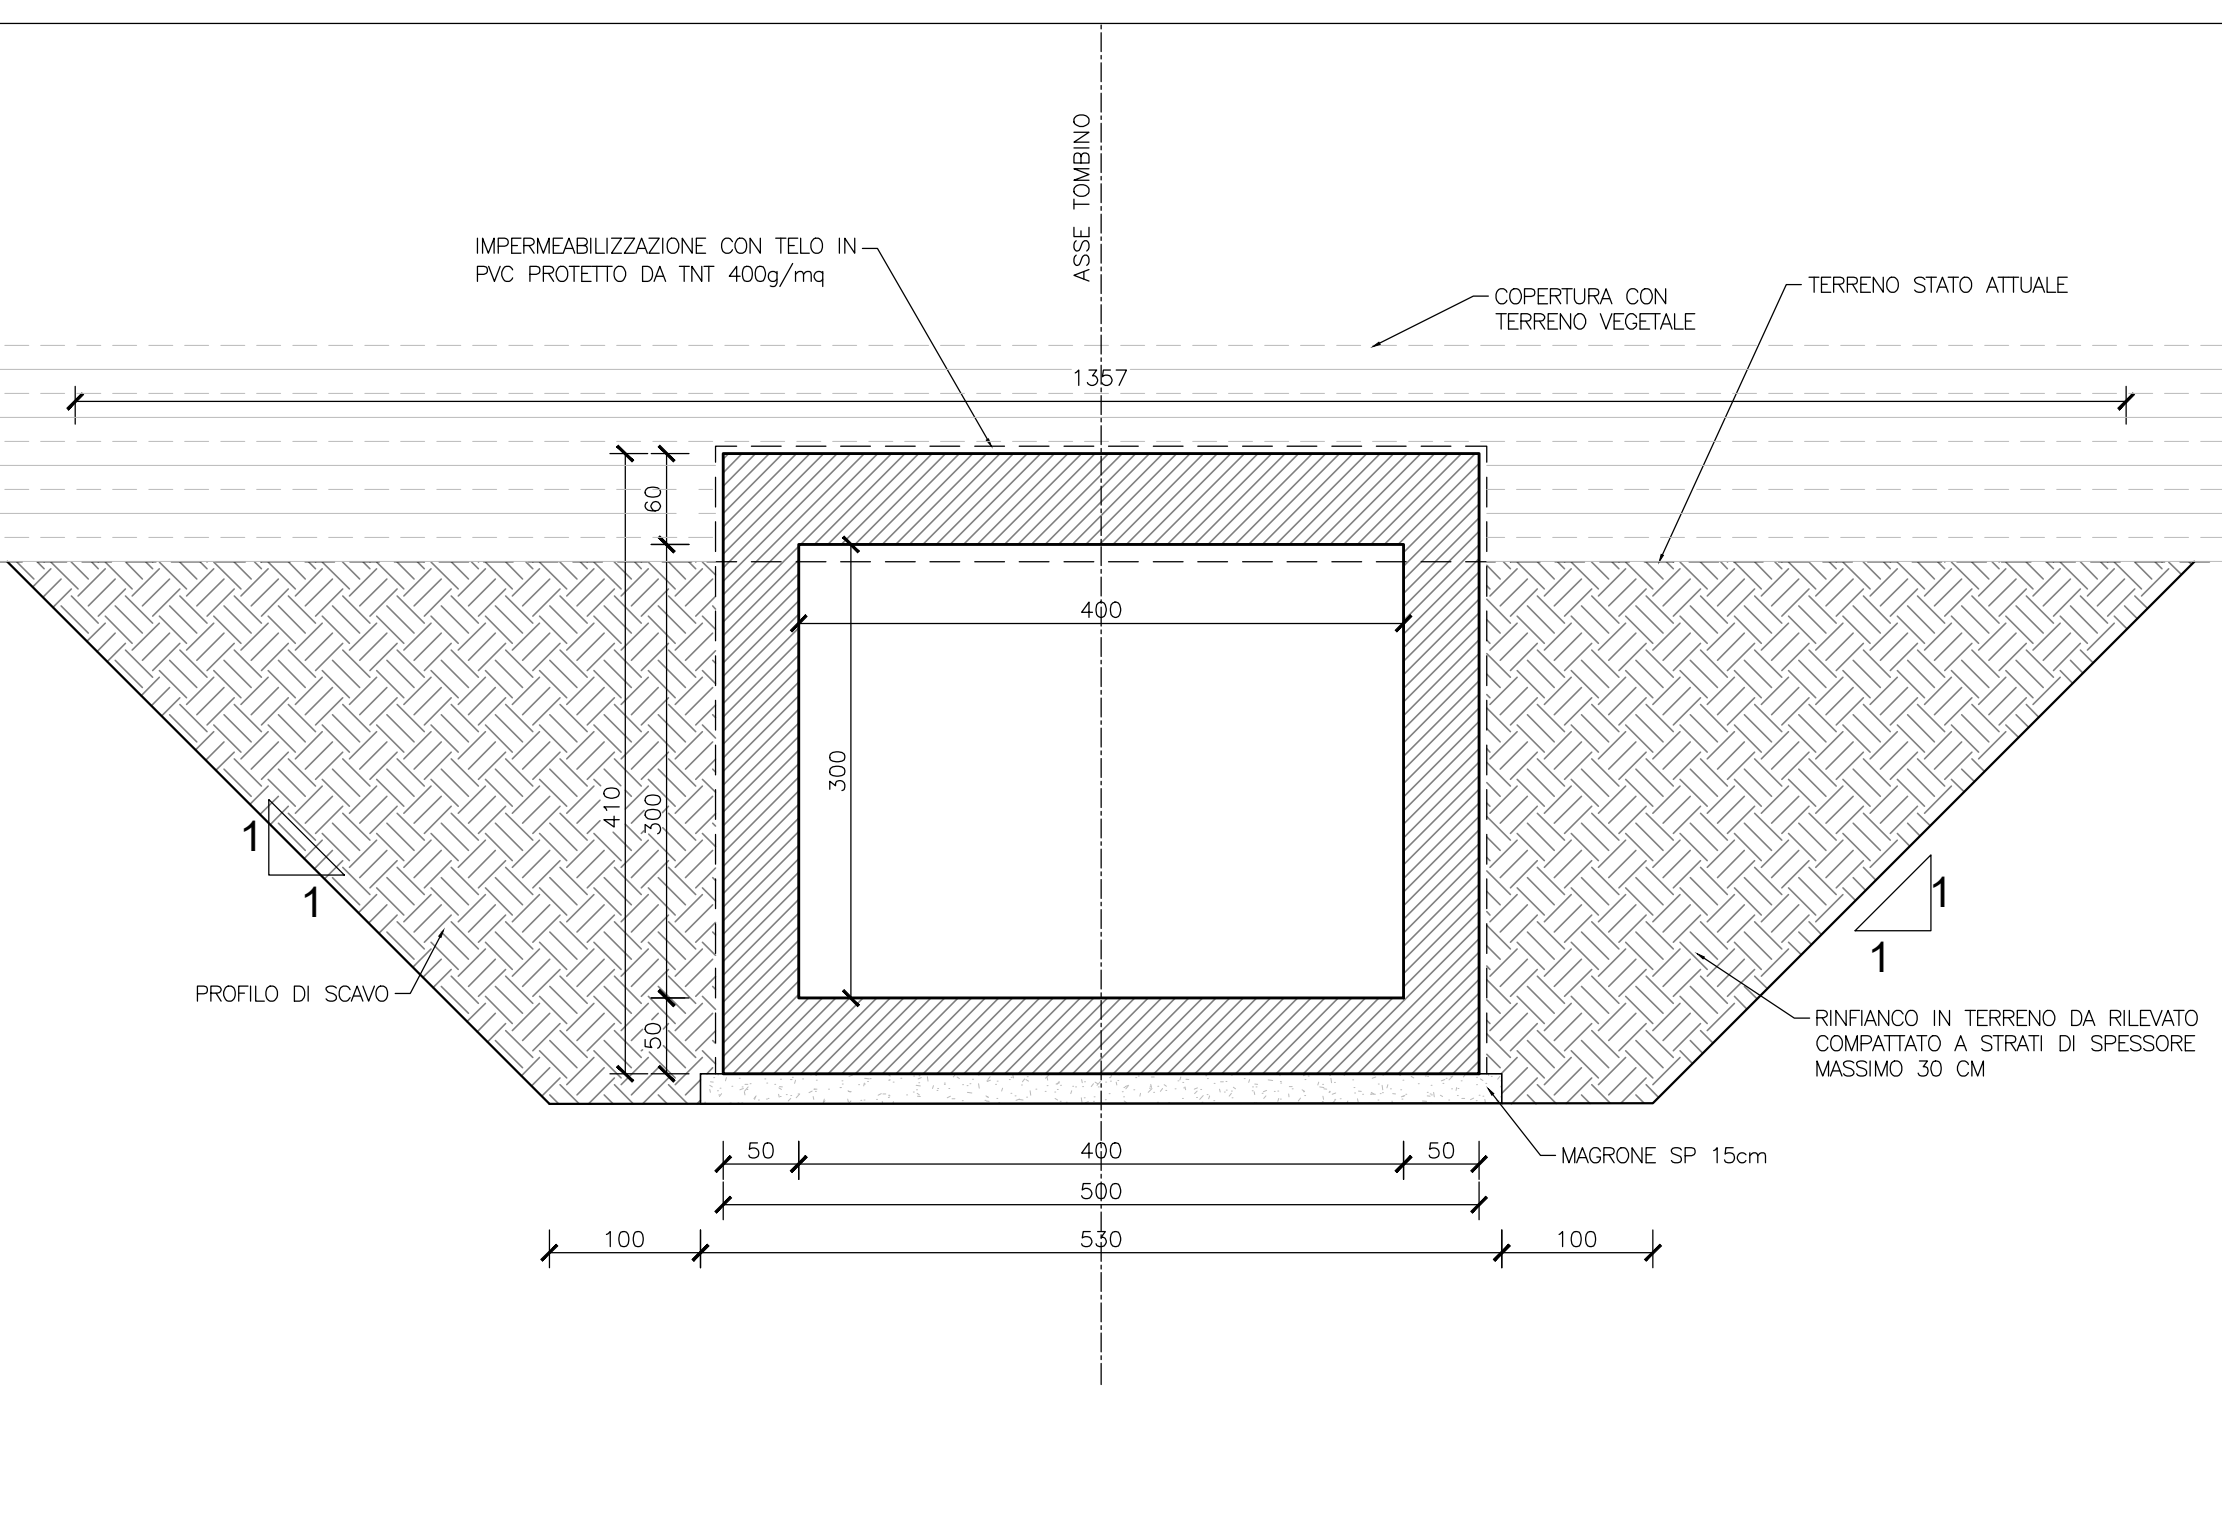 ASSE TOMBINO
IMPERMEABILIZZAZIONE CON TELO IN
PVC PROTETTO DA TNT 400g/mq
COPERTURA CON
TERRENO VEGETALE
TERRENO STATO ATTUALE
1357
60
400
300
410
300
1
1
1
1
PROFILO DI SCAVO
50
RINFIANCO IN TERRENO DA RILEVATO
COMPATTATO A STRATI DI SPESSORE
MASSIMO 30 CM
50
400
50
MAGRONE SP 15cm
500
100
530
100